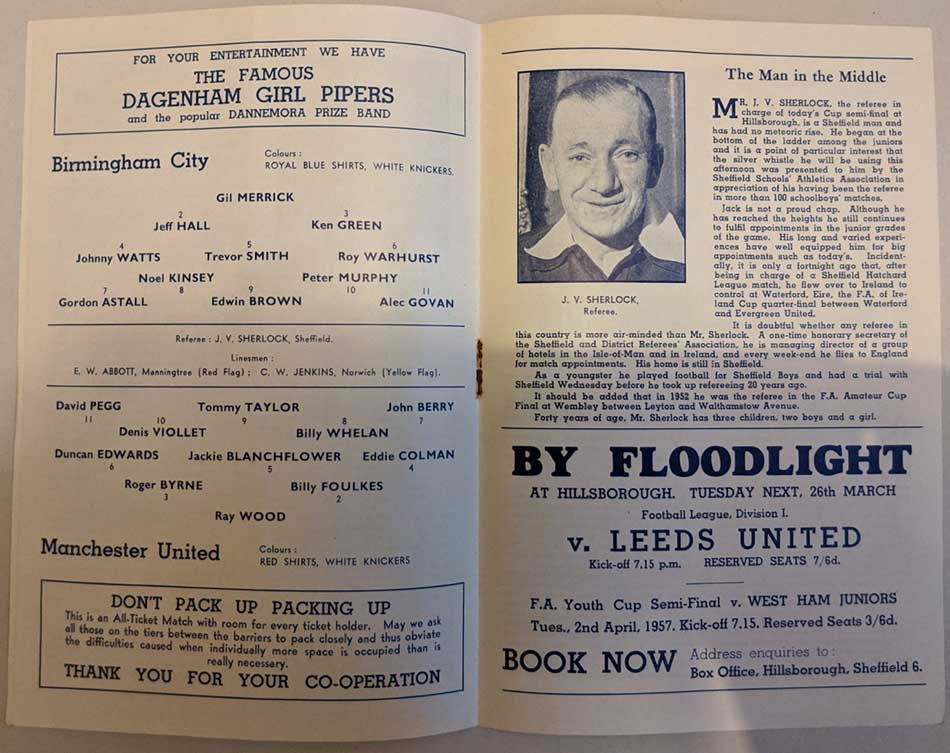 FOR YOUR ENTERTAINMENT WE HAVE
THE FAMOUS
DAGENHAM GIRL PIPERS
and the popular DANNEMORA PRIZE BAND
Birmingham City
Colours :
ROYAL BLUE SHIRTS, WHITE KNICKERS.
Gil MERRICK
2 3
Jeff HALL Ken GREEN
4 5 6
Johnny WATTS Trevor SMITH Roy WARHURST
Noel KINSEY Peter MURPHY
7 8 9 10 11
Gordon ASTALL Edwin BROWN Alec GOVAN
Referee : J. V. SHERLOCK, Sheffield.
Linesmen :
E. W. ABBOTT, Manningtree (Red Flag) ; C. W. JENKINS, Norwich (Yellow Flag).
David PEGG Tommy TAYLOR John BERRY
11 10 9 8 7
Denis VIOLLET Billy WHELAN
Duncan EDWARDS Jackie BLANCHFLOWER Eddie COLMAN
6 5 4
Roger BYRNE Billy FOULKES
3 2
Ray WOOD
Manchester United
Colours :
RED SHIRTS, WHITE KNICKERS
DON'T PACK UP PACKING UP
This is an All-Ticket Match with room for every ticket holder. May we ask
all those on the tiers between the barriers to pack closely and thus obviate
the difficulties caused when individually more space is occupied than is
really necessary.
THANK YOU FOR YOUR CO-OPERATION
The Man in the Middle
MR. J. V. SHERLOCK, the referee in
charge of today's Cup semi-final at
Hillsborough, is a Sheffield man and
has had no meteoric rise. He began at the
bottom of the ladder among the juniors
and it is a point of particular interest that
the silver whistle he will be using this
afternoon was presented to him by the
Sheffield Schools' Athletics Association in
appreciation of his having been the referee
in more than 100 schoolboys' matches.
Jack is not a proud chap. Although he
has reached the heights he still continues
to fulfil appointments in the junior grades
of the game. His long and varied experi-
ences have well equipped him for big
appointments such as today's. Incident-
ally, it is only a fortnight ago that, after
being in charge of a Sheffield Hatchard
League match, he flew over to Ireland to
control at Waterford, Eire, the F.A. of Ire-
land Cup quarter-final between Waterford
and Evergreen United.
J. V. SHERLOCK,
Referee.
It is doubtful whether any referee in
this country is more air-minded than Mr. Sherlock. A one-time honorary secretary of
the Sheffield and District Referees' Association, he is managing director of a group
of hotels in the Isle-of-Man and in Ireland, and every week-end he flies to England
for match appointments. His home is still in Sheffield.
As a youngster he played football for Sheffield Boys and had a trial with
Sheffield Wednesday before he took up refereeing 20 years ago.
It should be added that in 1952 he was the referee in the F.A. Amateur Cup
Final at Wembley between Leyton and Walthamstow Avenue.
Forty years of age, Mr. Sherlock has three children, two boys and a girl.
BY FLOODLIGHT
AT HILLSBOROUGH. TUESDAY NEXT, 26th MARCH
Football League, Division I.
v. LEEDS UNITED
Kick-off 7.15 p.m. RESERVED SEATS 7/6d.
F.A. Youth Cup Semi-Final v. WEST HAM JUNIORS
Tues., 2nd April, 1957. Kick-off 7.15. Reserved Seats 3/6d.
BOOK NOW
Address enquiries to :
Box Office, Hillsborough, Sheffield 6.